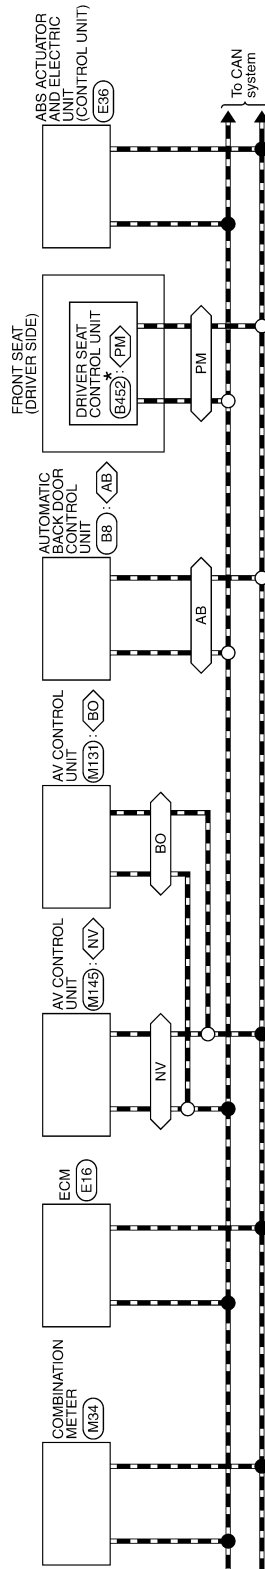 COMBINATION
METER
M34
ECM
E16
AV CONTROL
UNIT
M145 : NV
NV
AV CONTROL
UNIT
M131 : BO
BO
AUTOMATIC
BACK DOOR
CONTROL
UNIT
B8 : AB
AB
FRONT SEAT
(DRIVER SIDE)
DRIVER SEAT
CONTROL UNIT
*
B452 : PM
PM
ABS ACTUATOR
AND ELECTRIC
UNIT
(CONTROL UNIT)
E36
To CAN
system